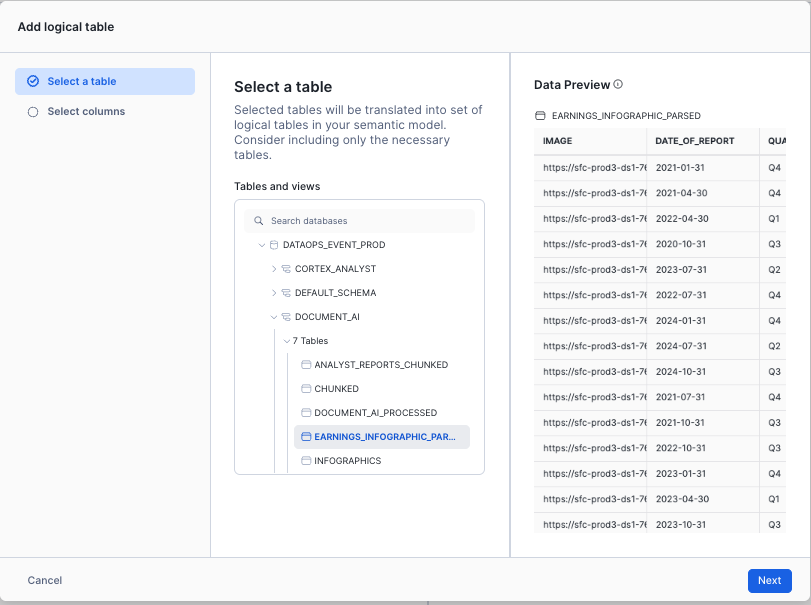 Add logical table
Select a table
Select columns
Select a table
Selected tables will be translated into set of
logical tables in your semantic model.
Consider including only the necessary
tables.
Tables and views
Search databases
DATAOPS_EVENT_PROD
CORTEX_ANALYST
DEFAULT_SCHEMA
DOCUMENT_AI
7 Tables
ANALYST_REPORTS_CHUNKED
CHUNKED
DOCUMENT_AI_PROCESSED
EARNINGS_INFOGRAPHIC_PAR...
INFOGRAPHICS
Data Preview
EARNINGS_INFOGRAPHIC_PARSED
IMAGE DATE_OF_REPORT QUA
https://sfc-prod3-ds1-76 2021-01-31 Q4
https://sfc-prod3-ds1-76 2021-04-30 Q4
https://sfc-prod3-ds1-76 2022-04-30 Q1
https://sfc-prod3-ds1-76 2020-10-31 Q3
https://sfc-prod3-ds1-76 2023-07-31 Q2
https://sfc-prod3-ds1-76 2022-07-31 Q4
https://sfc-prod3-ds1-76 2024-01-31 Q4
https://sfc-prod3-ds1-76 2024-07-31 Q2
https://sfc-prod3-ds1-76 2024-10-31 Q3
https://sfc-prod3-ds1-76 2021-07-31 Q4
https://sfc-prod3-ds1-76 2021-10-31 Q3
https://sfc-prod3-ds1-76 2022-10-31 Q3
https://sfc-prod3-ds1-76 2023-01-31 Q4
https://sfc-prod3-ds1-76 2023-04-30 Q1
https://sfc-prod3-ds1-76 2023-10-31 Q3
Cancel
Next